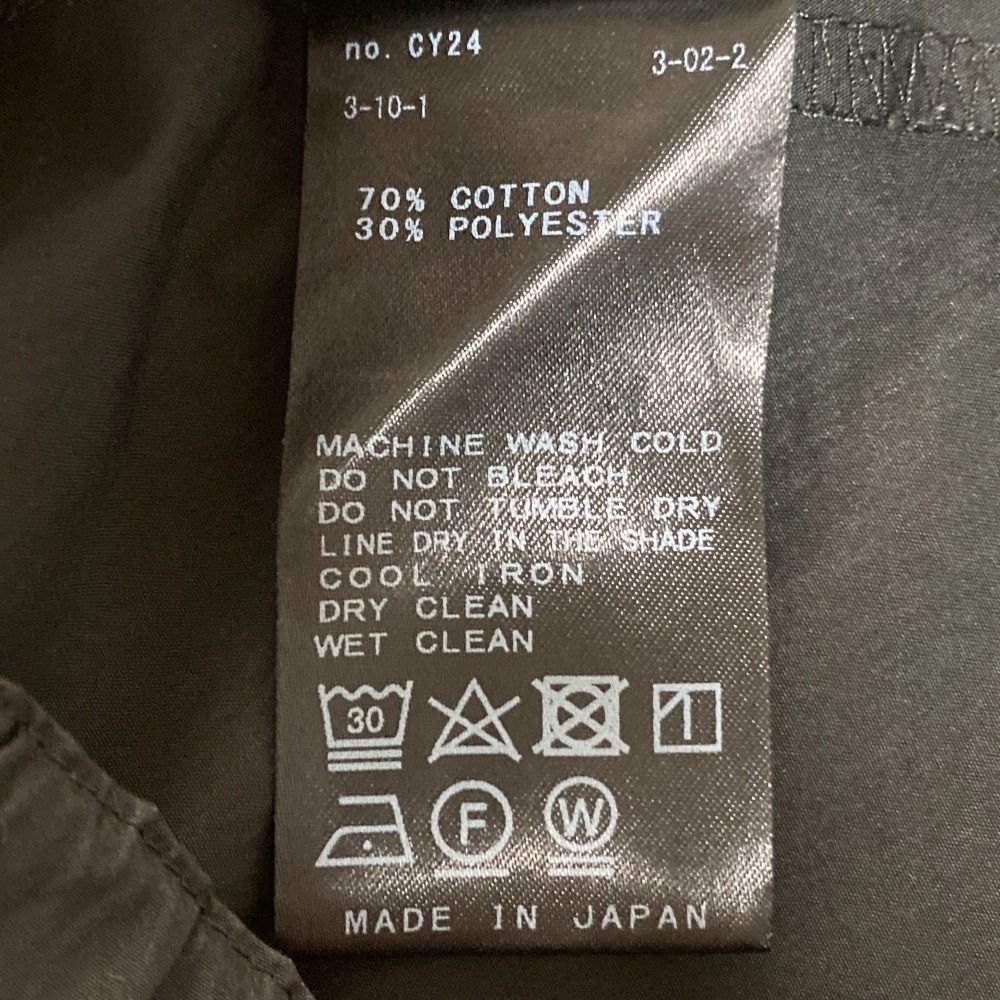 no. CY24
3-02-2
3-10-1
70% COTTON
30% POLYESTER
MACHINE WASH COLD
DO NOT BLEACH
DO NOT TUMBLE DRY
LINE DRY IN THE SHADE
COOL IRON
DRY CLEAN
WET CLEAN
30
F W
MADE IN JAPAN